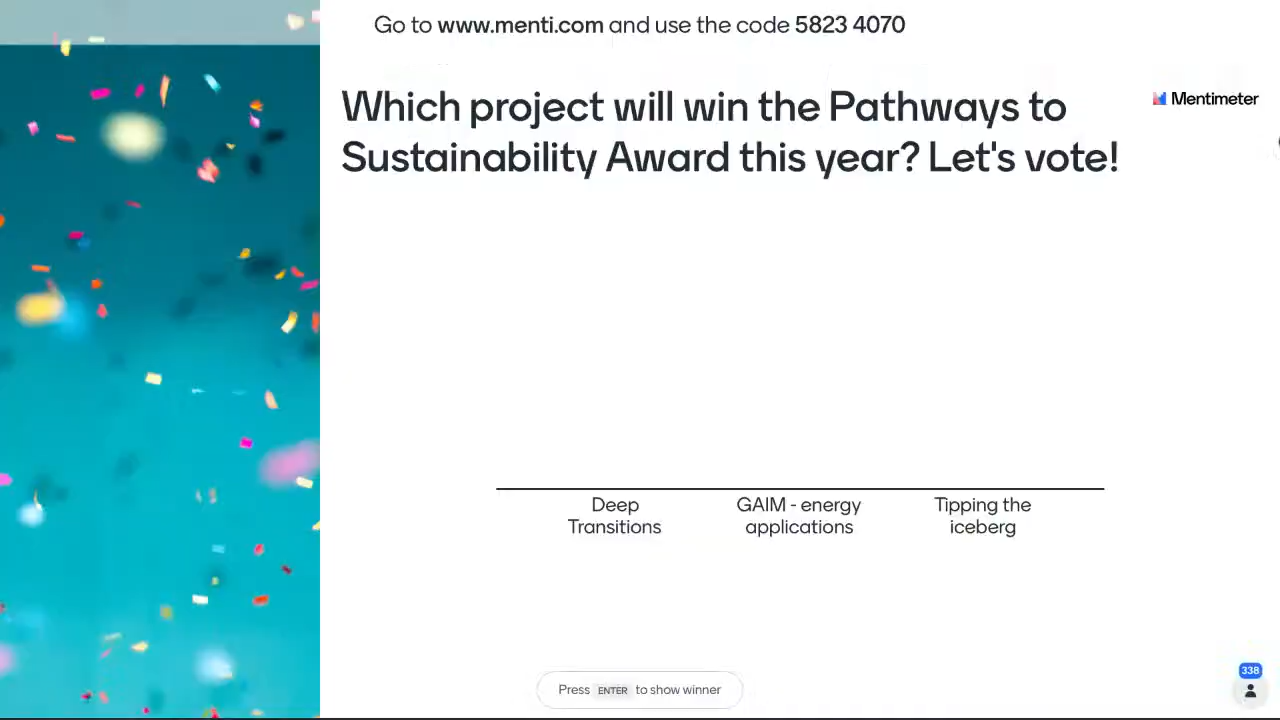 Go to www.menti.com and use the code 5823 4070
Which project will win the Pathways to
Sustainability Award this year? Let's vote!
Mentimeter
Deep
Transitions
GAIM - energy
applications
Tipping the
iceberg
Press ENTER to show winner
338